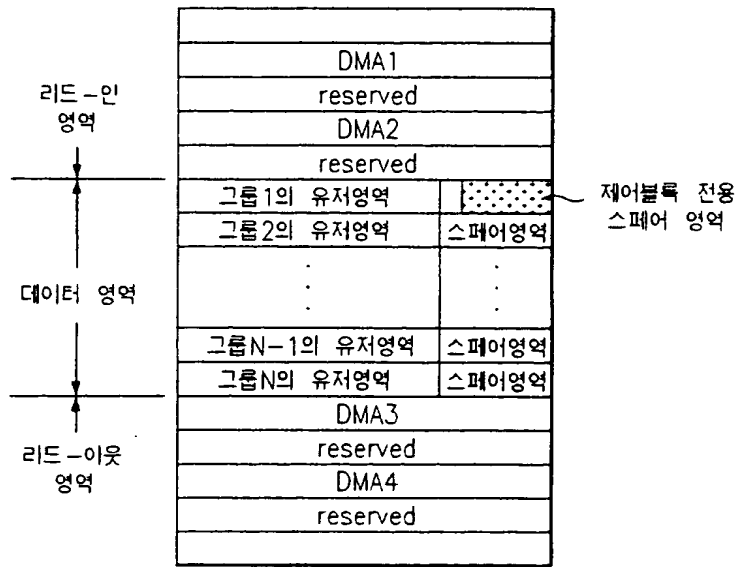 DMA1
reserved
DMA2
reserved
리드-인
영역
그룹1의 유저영역
제어블록 전용
스페어 영역
그룹2의 유저영역 스페어영역
데이터 영역
그룹N-1의 유저영역 스페어영역
그룹N의 유저영역 스페어영역
DMA3
reserved
DMA4
reserved
리드-아웃
영역